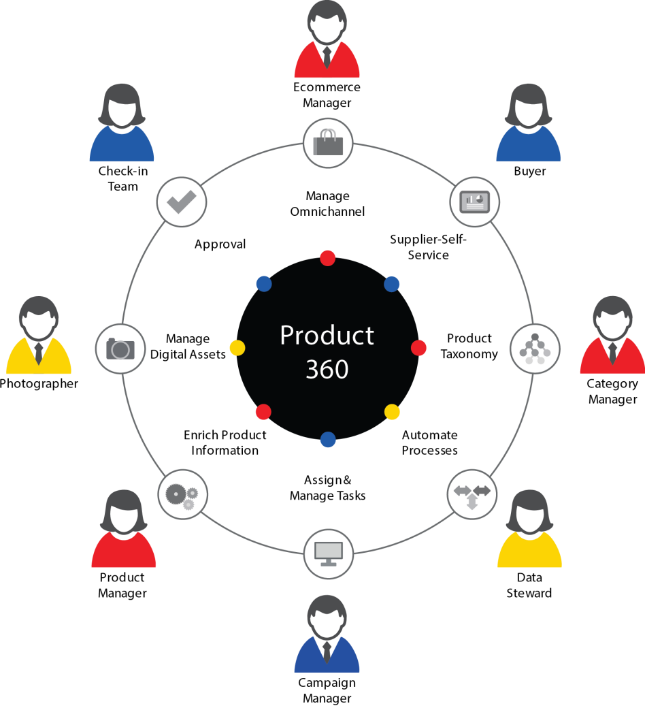 Ecommerce
Manager
Check-in
Team
Buyer
Manage
Omnichannel
Approval
Supplier-Self-
Service
Product
360
Manage
Digital Assets
Product
Taxonomy
Photographer
Category
Manager
Enrich Product
Information
Automate
Processes
Assign &
Manage Tasks
Product
Manager
Data
Steward
Campaign
Manager